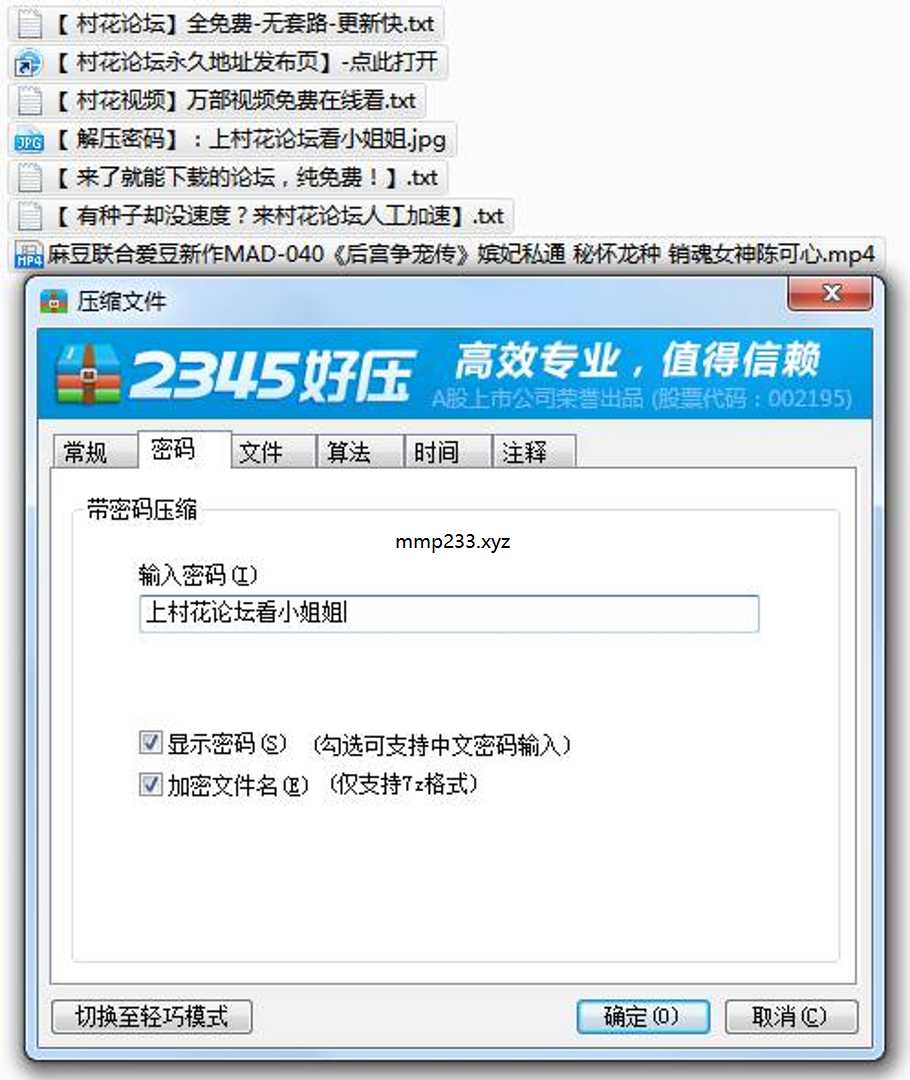 【 村花论坛】全免费-无套路-更新快.txt
【 村花论坛永久地址发布页】-点此打开
【 村花视频】万部视频免费在线看.txt
JPG 【 解压密码】：上村花论坛看小姐姐.jpg
【 来了就能下载的论坛，纯免费！】.txt
【 有种子却没速度？来村花论坛人工加速】.txt
MP4 麻豆联合爱豆新作MAD-040《后宫争宠传》嫔妃私通 秘怀龙种 销魂女神陈可心.mp4
压缩文件
2345好压 高效专业，值得信赖
A股上市公司荣誉出品 (股票代码：002195)
常规 密码 文件 算法 时间 注释
带密码压缩
mmp233.xyz
输入密码(I)
上村花论坛看小姐姐
显示密码(S) (勾选可支持中文密码输入)
加密文件名(E) (仅支持7z格式)
切换至轻巧模式 确定(O) 取消(C)